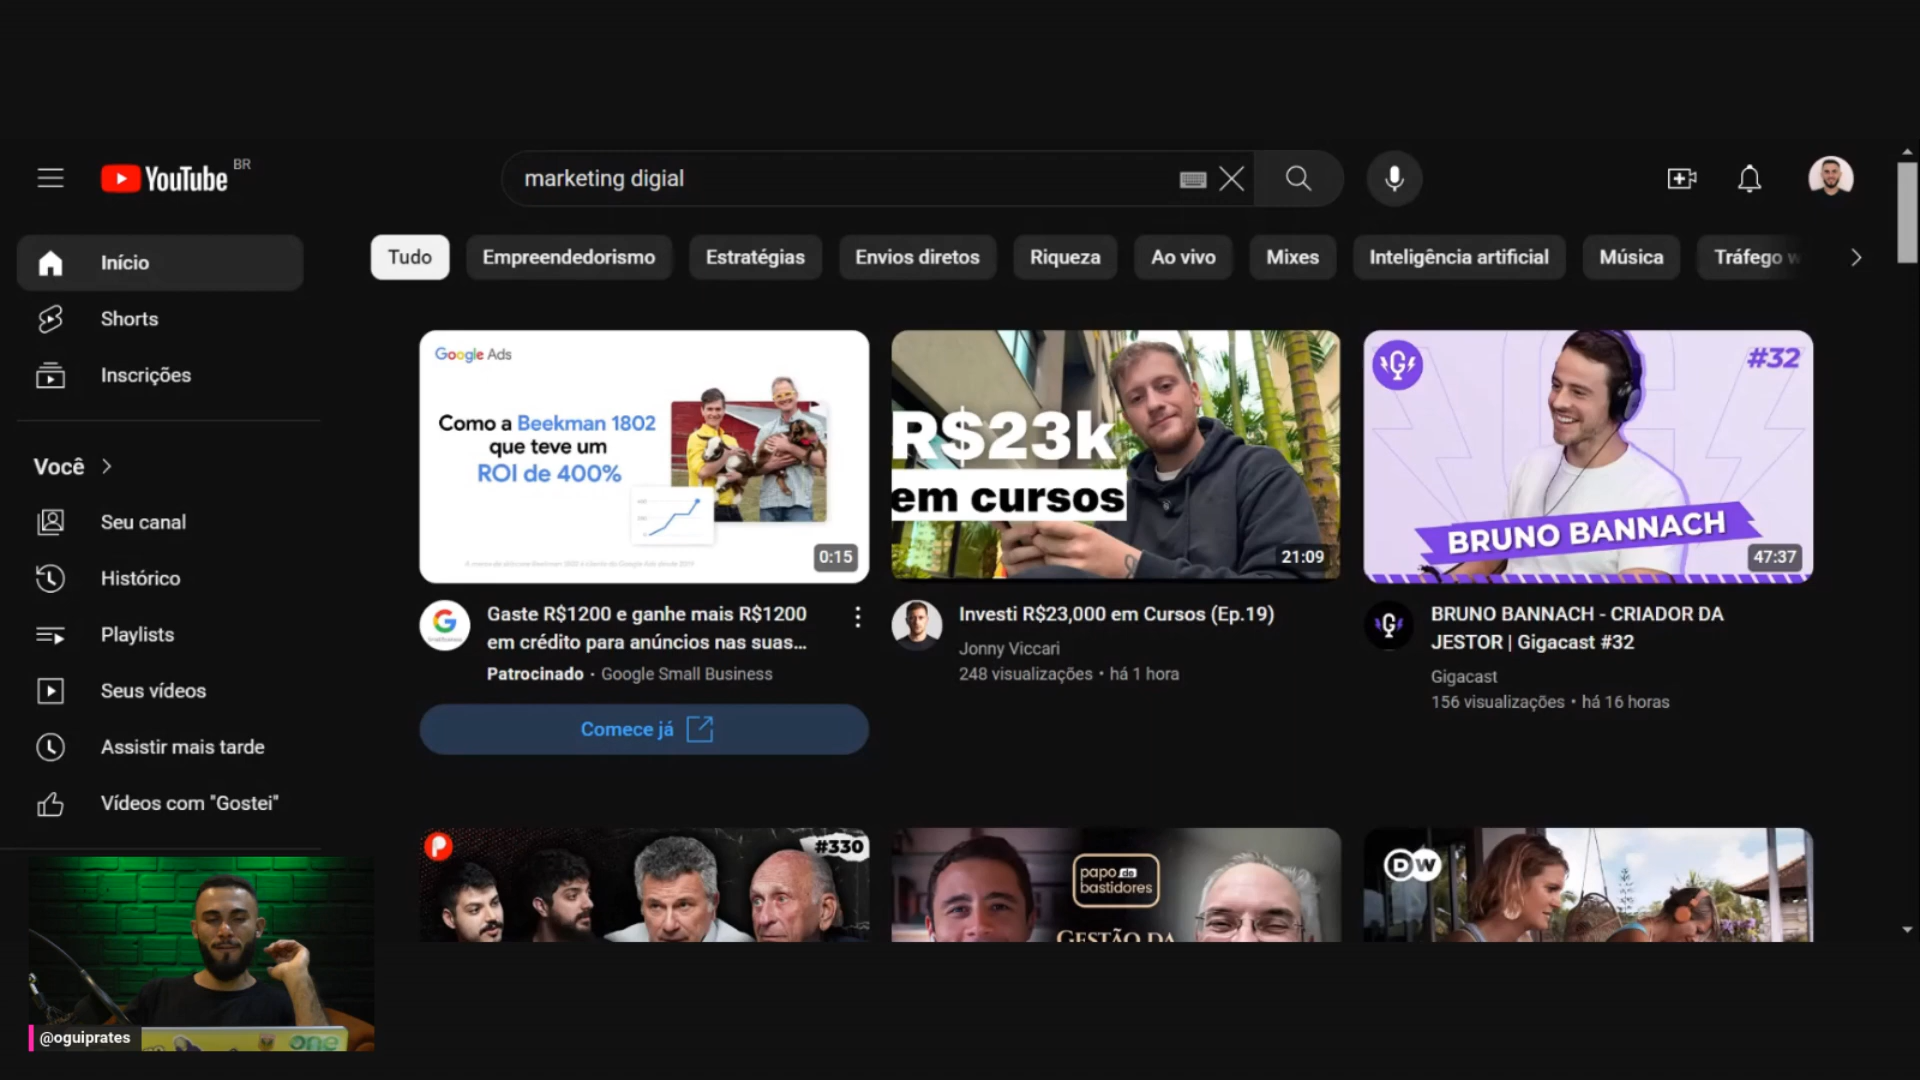 YouTube BR
marketing digial
Início
Shorts
Inscrições
Você
Seu canal
Histórico
Playlists
Seus vídeos
Assistir mais tarde
Vídeos com "Gostei"
Tudo
Empreendedorismo
Estratégias
Envios diretos
Riqueza
Ao vivo
Mixes
Inteligência artificial
Música
Tráfego w
Google Ads
Como a Beekman 1802
que teve um
ROI de 400%
0:15
Gaste R$1200 e ganhe mais R$1200
em crédito para anúncios nas suas...
Patrocinado • Google Small Business
Comece já
R$23k
em cursos
21:09
Investi R$23,000 em Cursos (Ep.19)
Jonny Viccari
248 visualizações • há 1 hora
#32
BRUNO BANNACH
47:37
BRUNO BANNACH - CRIADOR DA
JESTOR | Gigacast #32
Gigacast
156 visualizações • há 16 horas
#330
papo de
bastidores
GESTÃO DA
DW
@oguiprates
one